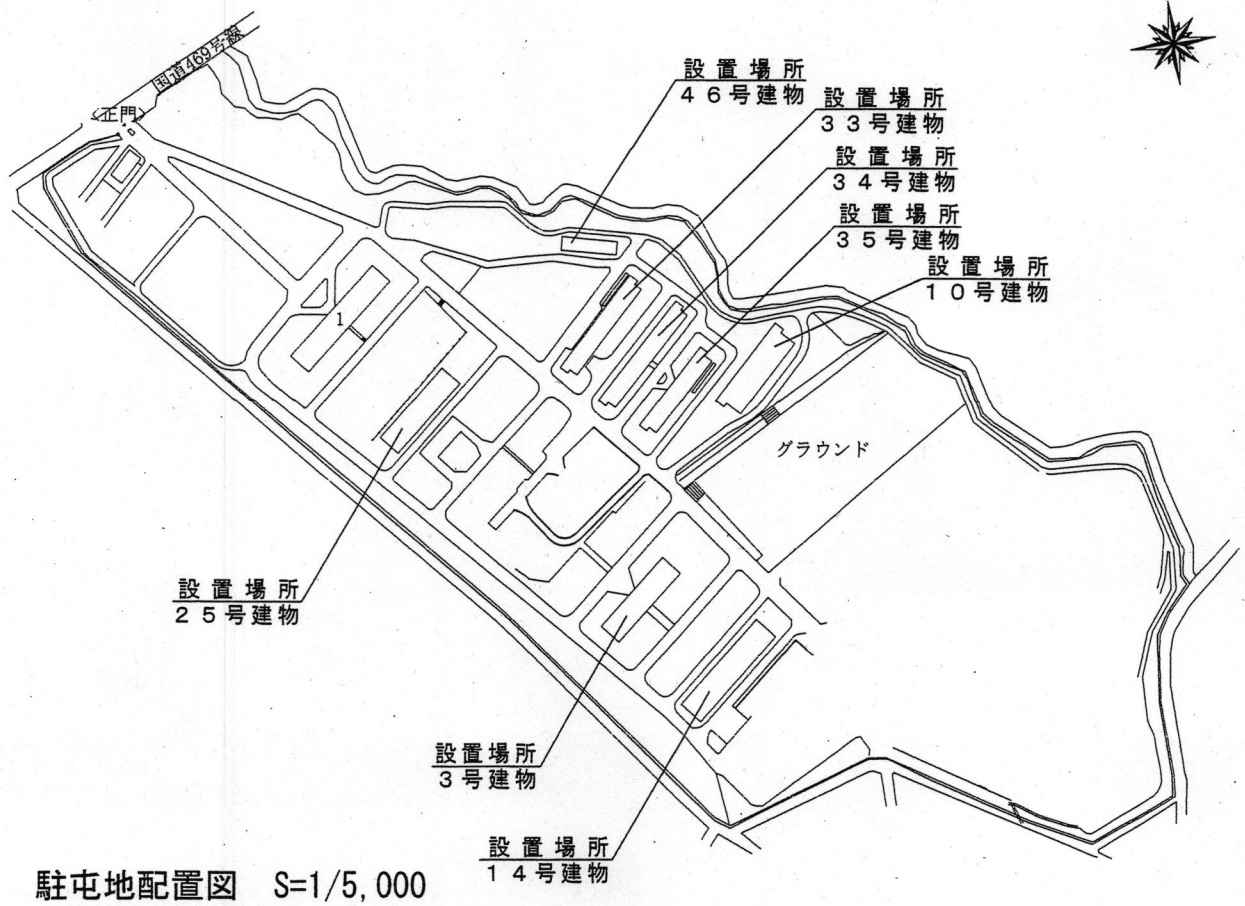 国道469号線
正門
設置場所
46号建物
設置場所
33号建物
設置場所
34号建物
設置場所
35号建物
設置場所
10号建物
1
グラウンド
設置場所
25号建物
設置場所
3号建物
設置場所
14号建物
駐屯地配置図 S=1/5,000